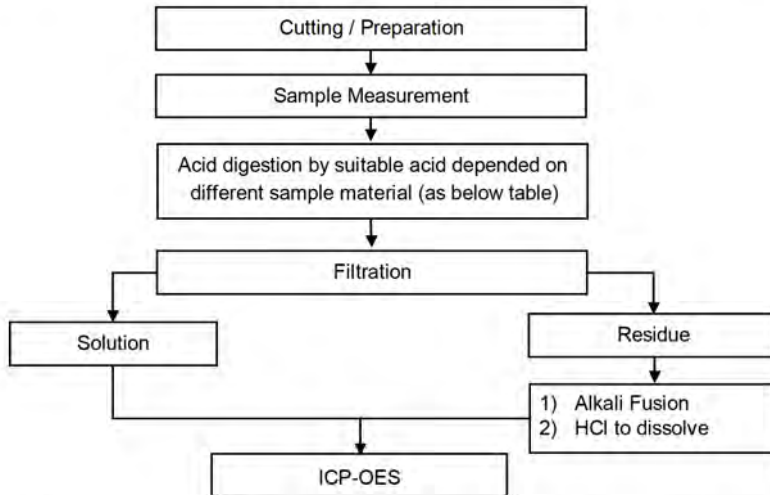 Cutting / Preparation
Sample Measurement
Acid digestion by suitable acid depended on
different sample material (as below table)
Filtration
Solution
Residue
1) Alkali Fusion
2) HCl to dissolve
ICP-OES